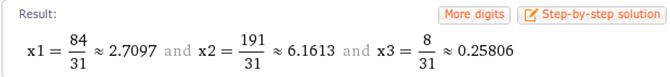 Result:
More digits
Step-by-step solution
x1 = 84/31 ≈ 2.7097 and x2 = 191/31 ≈ 6.1613 and x3 = 8/31 ≈ 0.25806